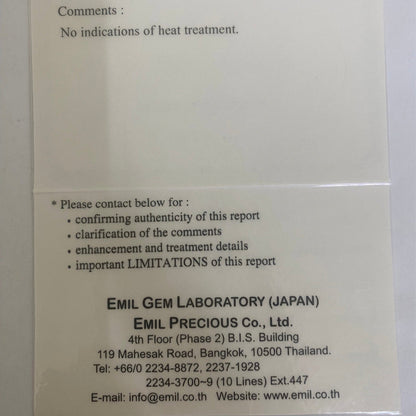 Comments :
No indications of heat treatment.
* Please contact below for :
• confirming authenticity of this report
• clarification of the comments
• enhancement and treatment details
• important LIMITATIONS of this report
EMIL GEM LABORATORY (JAPAN)
EMIL PRECIOUS CO., Ltd.
4th Floor (Phase 2) B.I.S. Building
119 Mahesak Road, Bangkok, 10500 Thailand.
Tel: +66/0 2234-8872, 2237-1928
2234-3700~9 (10 Lines) Ext.447
E-mail: info@emil.co.th Website: www.emil.co.th